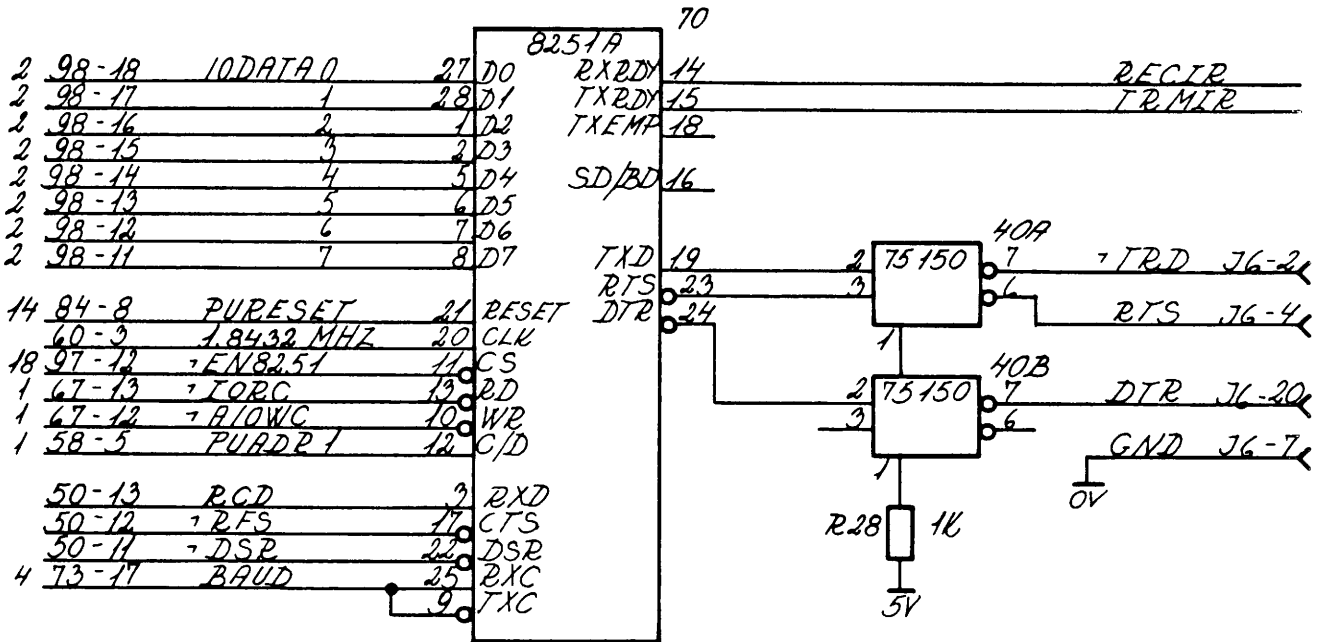 70
8251A
2 98-18 IODATA 0 27 D0 RXRDY 14 RECIR
2 98-17 1 28 D1 TXRDY 15 TRMIR
2 98-16 2 1 D2 TXEMP 18
2 98-15 3 2 D3
2 98-14 4 5 D4 SD/BD 16
2 98-13 5 6 D5
2 98-12 6 7 D6 40A
2 98-11 7 8 D7 TXD 19 2 75150 7 ¬TRD J6-2
RTS 23 3 6
14 84-8 PURESET 21 RESET DTR 24 RTS J6-4
60-3 1.8432 MHZ 20 CLK 1
18 97-12 ¬EN8251 11 CS 40B
1 67-13 ¬IORC 13 RD 2 75150 7 DTR J6-20
1 67-12 ¬AIOWC 10 WR 3 6
1 58-5 PUADR 1 12 C/D 1 GND J6-7
50-13 RCD 3 RXD 0V
50-12 ¬RFS 17 CTS R28 1K
50-11 ¬DSR 22 DSR
4 73-17 BAUD 25 RXC
9 TXC 5V